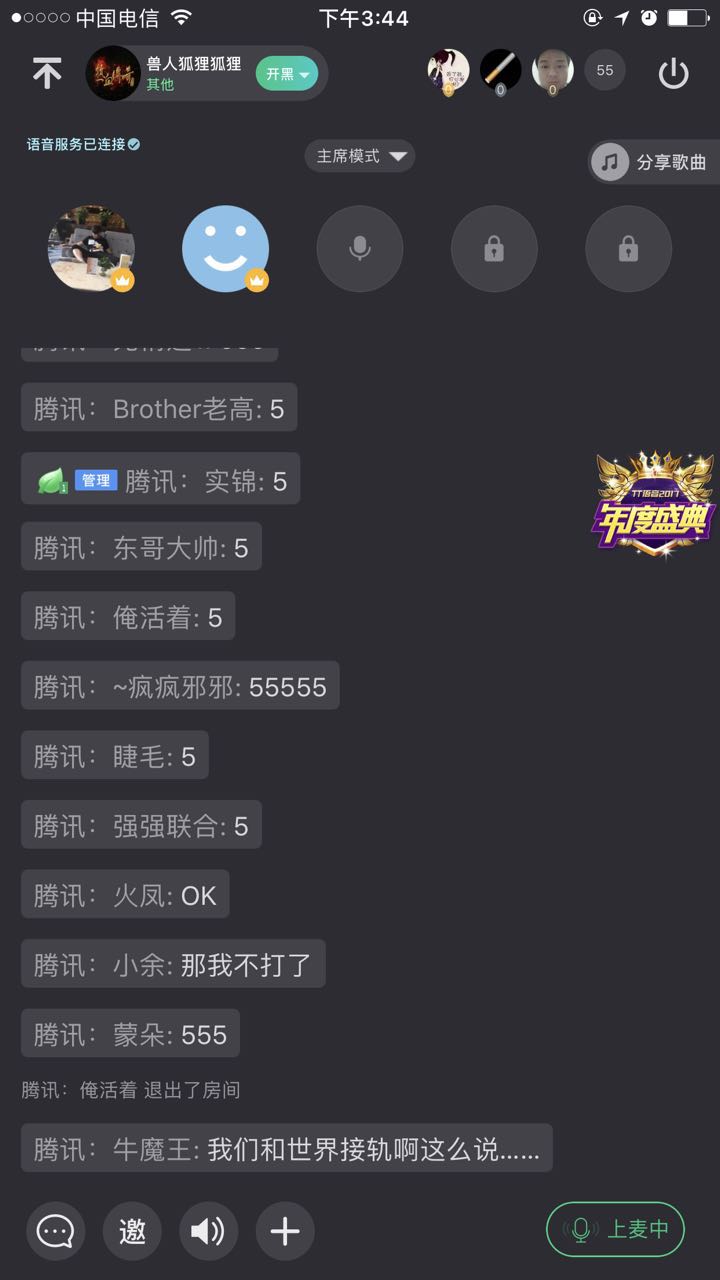 中国电信
下午3:44
兽人狐狸狐狸
其他
开黑
0
0
55
语音服务已连接
主席模式
分享歌曲
腾讯：Brother老高: 5
1 管理 腾讯：实锦: 5
TT语音2017
年度盛典
腾讯：东哥大帅: 5
腾讯：俺活着: 5
腾讯：~疯疯邪邪: 55555
腾讯：睫毛: 5
腾讯：强强联合: 5
腾讯：火凤: OK
腾讯：小余: 那我不打了
腾讯：蒙朵: 555
腾讯：俺活着 退出了房间
腾讯：牛魔王: 我们和世界接轨啊这么说......
邀
上麦中